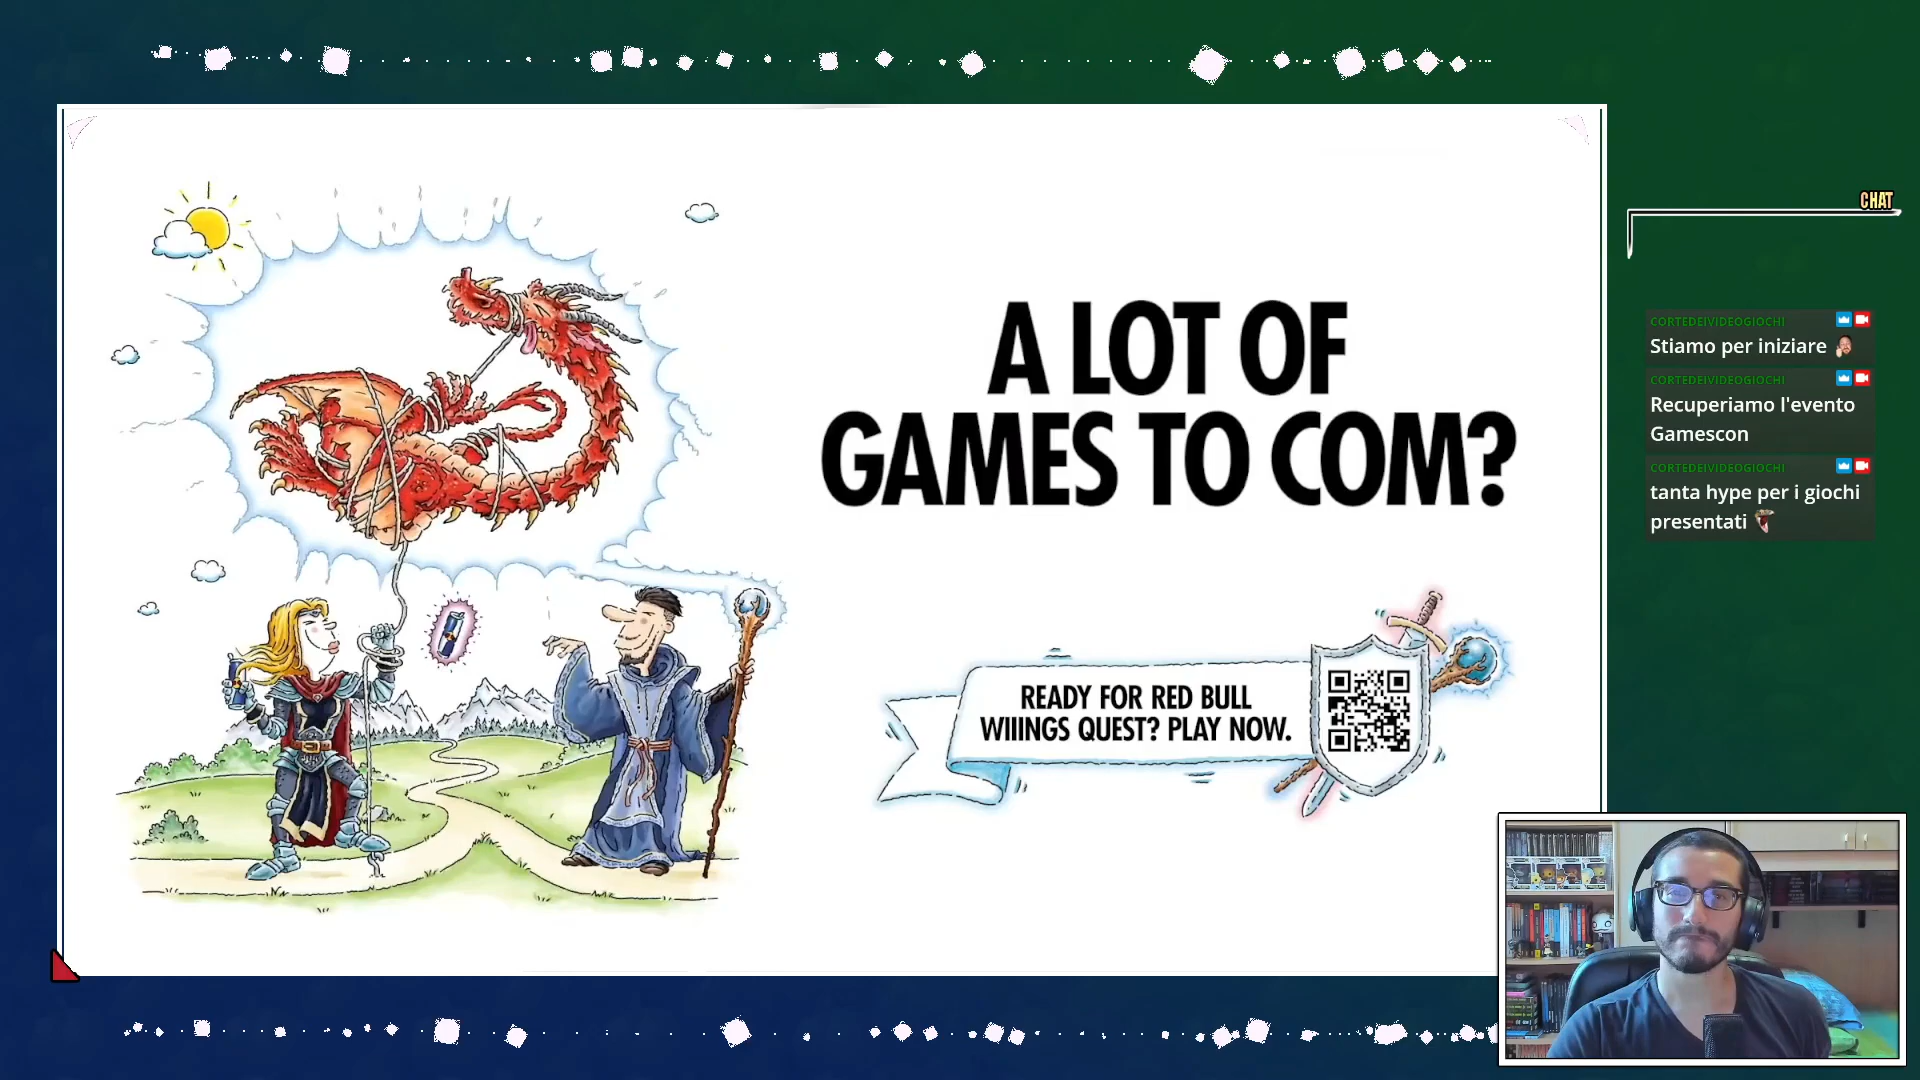 A LOT OF
GAMES TO COM?
READY FOR RED BULL
WIIINGS QUEST? PLAY NOW.
CHAT
CORTEDEIVIDEOGIOCHI
Stiamo per iniziare
CORTEDEIVIDEOGIOCHI
Recuperiamo l'evento
Gamescon
CORTEDEIVIDEOGIOCHI
tanta hype per i giochi
presentati